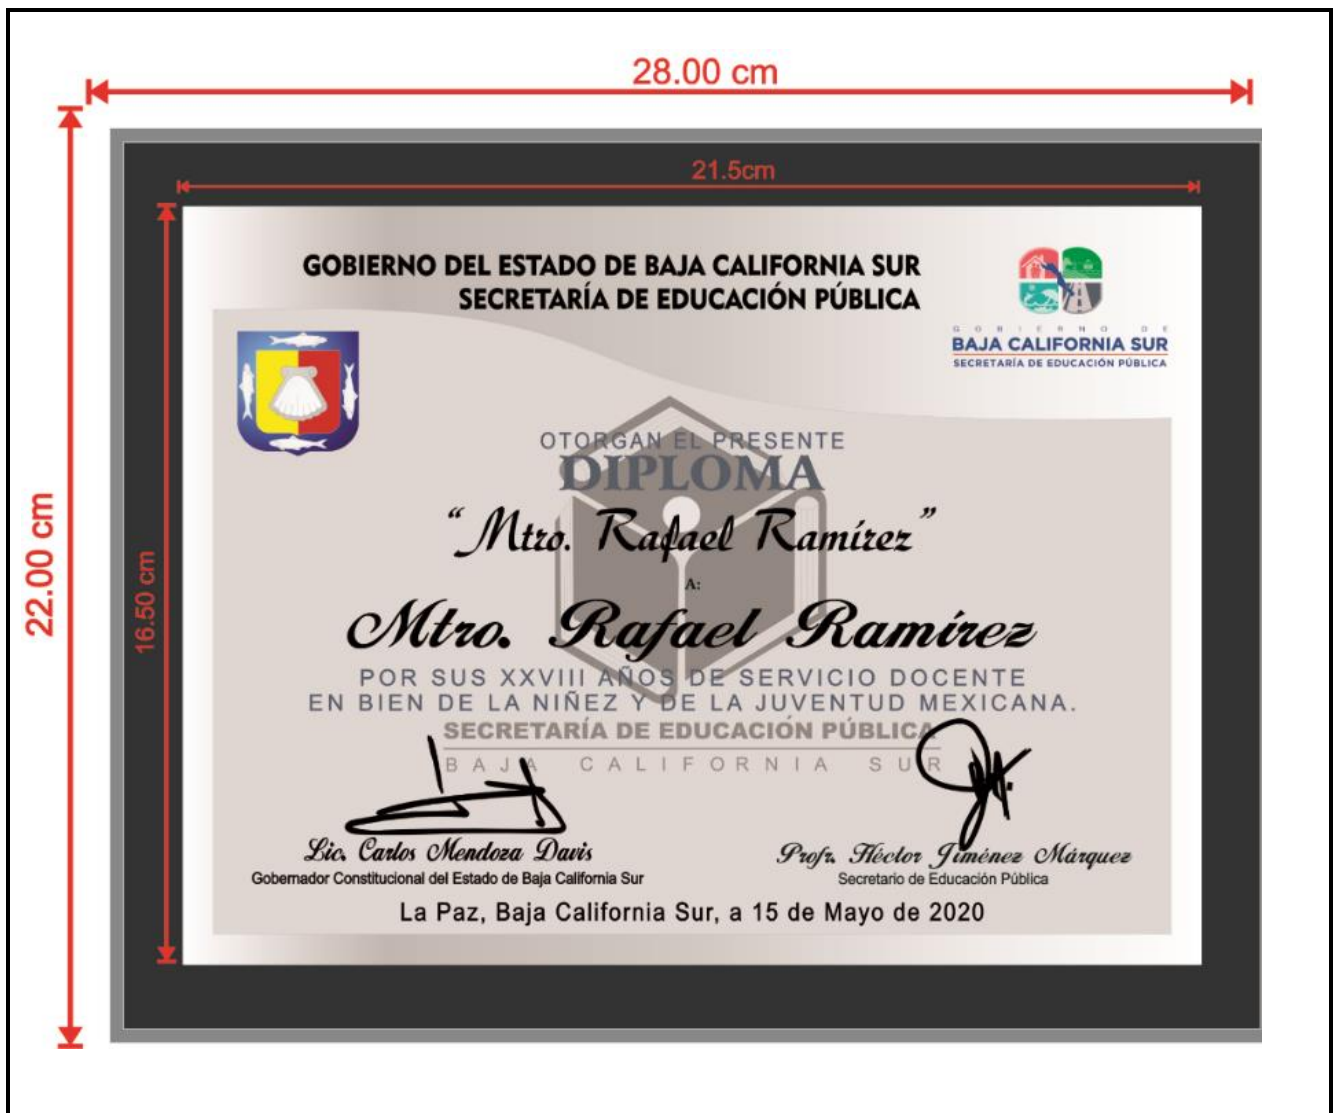 28.00 cm
21.5cm
22.00 cm
16.50 cm
GOBIERNO DEL ESTADO DE BAJA CALIFORNIA SUR
SECRETARÍA DE EDUCACIÓN PÚBLICA
GOBIERNO DE
BAJA CALIFORNIA SUR
SECRETARÍA DE EDUCACIÓN PÚBLICA
OTORGAN EL PRESENTE
DIPLOMA
“Mtro. Rafael Ramírez”
A:
Mtro. Rafael Ramírez
POR SUS XXVIII AÑOS DE SERVICIO DOCENTE
EN BIEN DE LA NIÑEZ Y DE LA JUVENTUD MEXICANA.
SECRETARÍA DE EDUCACIÓN PÚBLICA
BAJA CALIFORNIA SUR
Lic. Carlos Mendoza Davis
Gobernador Constitucional del Estado de Baja California Sur
Profr. Héctor Jiménez Márquez
Secretario de Educación Pública
La Paz, Baja California Sur, a 15 de Mayo de 2020